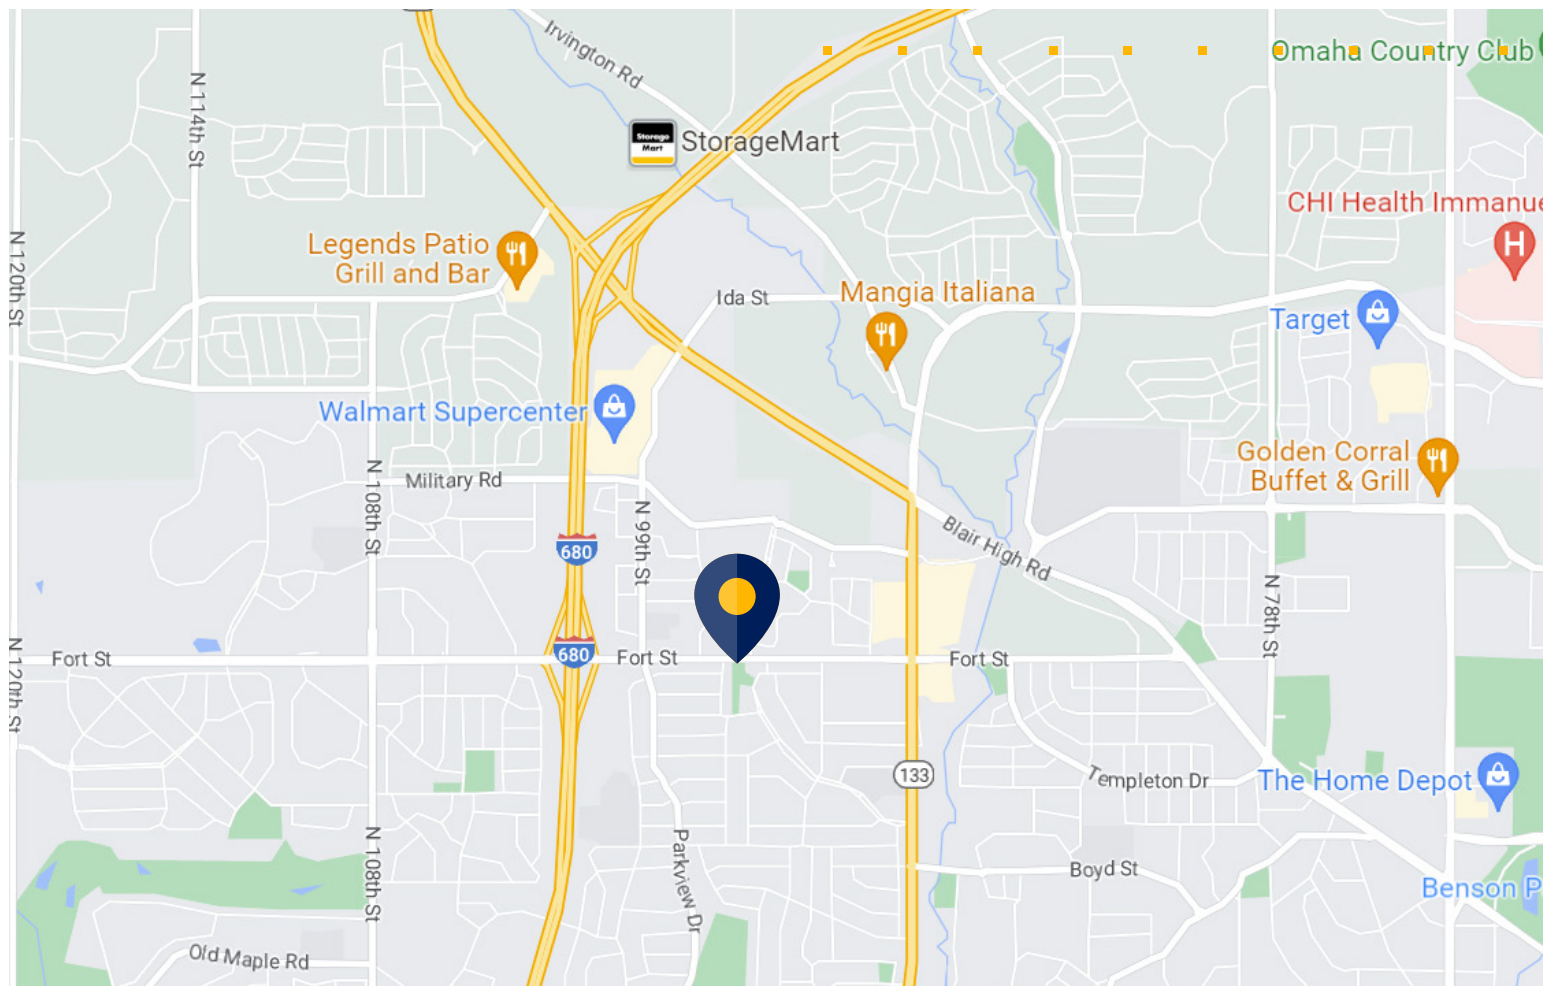 Irvington Rd
Omaha Country Club
N 114th St
Storage
Mart
StorageMart
CHI Health Immanue
H
N 120th St
Legends Patio
Grill and Bar
Ida St
Mangia Italiana
Target
Walmart Supercenter
Golden Corral
Buffet & Grill
Military Rd
N 108th St
N 99th St
680
Blair High Rd
N 78th St
N 120th St
Fort St
680
Fort St
Fort St
133
Templeton Dr
The Home Depot
N 108th St
Parkview Dr
Boyd St
Benson P
Old Maple Rd